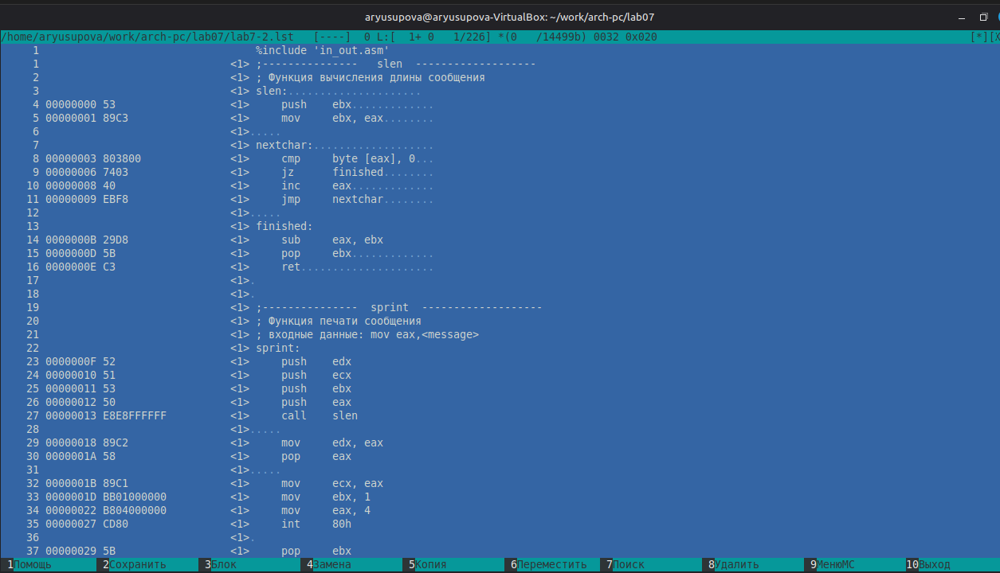 aryusupova@aryusupova-VirtualBox: ~/work/arch-pc/lab07
/home/aryusupova/work/arch-pc/lab07/lab7-2.lst   [----]  0 L:[  1+ 0   1/226] *(0   /14499b) 0032 0x020   [*][X
1                                  %include 'in_out.asm'
1                              <1> ;---------------   slen  -------------------
2                              <1> ; Функция вычисления длины сообщения
3                              <1> slen:.....................
4 00000000 53                  <1>     push    ebx.............
5 00000001 89C3                <1>     mov     ebx, eax........
6                              <1>.....
7                              <1> nextchar:...................
8 00000003 803800              <1>     cmp     byte [eax], 0...
9 00000006 7403                <1>     jz      finished........
10 00000008 40                  <1>     inc     eax.............
11 00000009 EBF8                <1>     jmp     nextchar........
12                              <1>.....
13                              <1> finished:
14 0000000B 29D8                <1>     sub     eax, ebx
15 0000000D 5B                  <1>     pop     ebx.............
16 0000000E C3                  <1>     ret.....................
17                              <1>.
18                              <1>.
19                              <1> ;---------------  sprint  -------------------
20                              <1> ; Функция печати сообщения
21                              <1> ; входные данные: mov eax,<message>
22                              <1> sprint:
23 0000000F 52                  <1>     push    edx
24 00000010 51                  <1>     push    ecx
25 00000011 53                  <1>     push    ebx
26 00000012 50                  <1>     push    eax
27 00000013 E8E8FFFFFF          <1>     call    slen
28                              <1>.....
29 00000018 89C2                <1>     mov     edx, eax
30 0000001A 58                  <1>     pop     eax
31                              <1>.....
32 0000001B 89C1                <1>     mov     ecx, eax
33 0000001D BB01000000          <1>     mov     ebx, 1
34 00000022 B804000000          <1>     mov     eax, 4
35 00000027 CD80                <1>     int     80h
36                              <1>.
37 00000029 5B                  <1>     pop     ebx
1Помощь 2Сохранить 3Блок 4Замена 5Копия 6Переместить 7Поиск 8Удалить 9МенюMC 10Выход